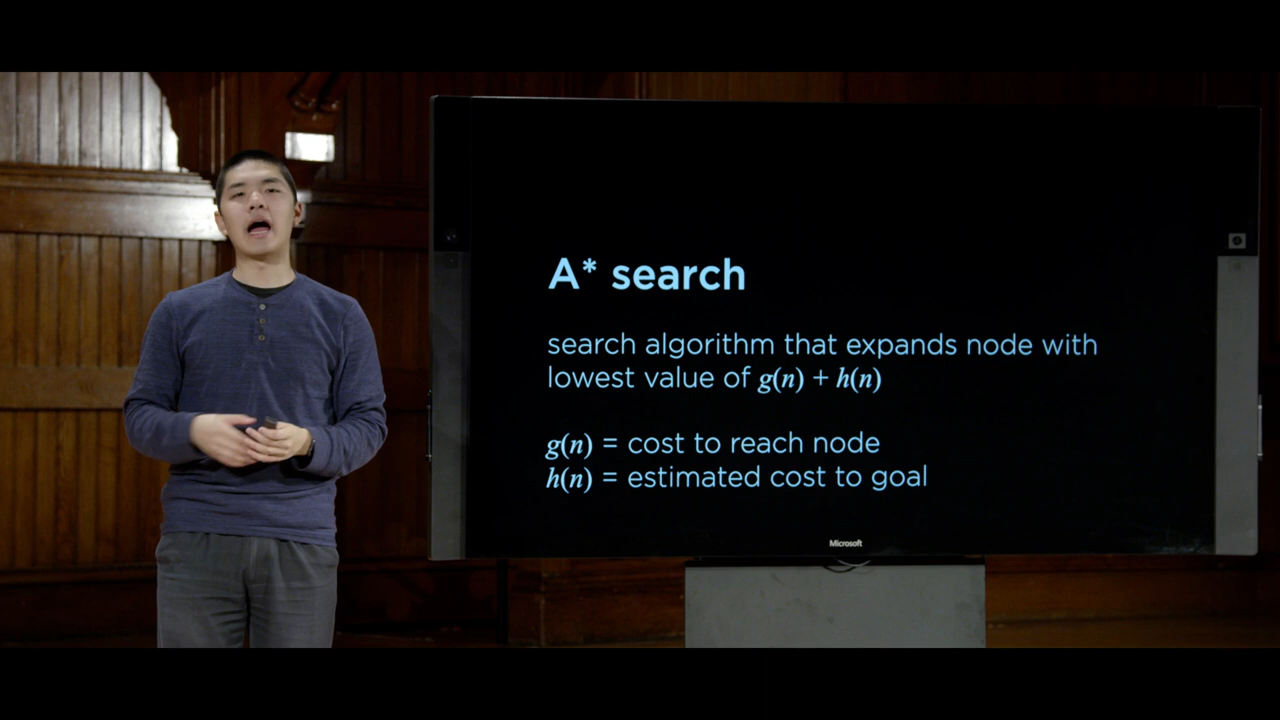 A* search
search algorithm that expands node with
lowest value of g(n) + h(n)
g(n) = cost to reach node
h(n) = estimated cost to goal
Microsoft